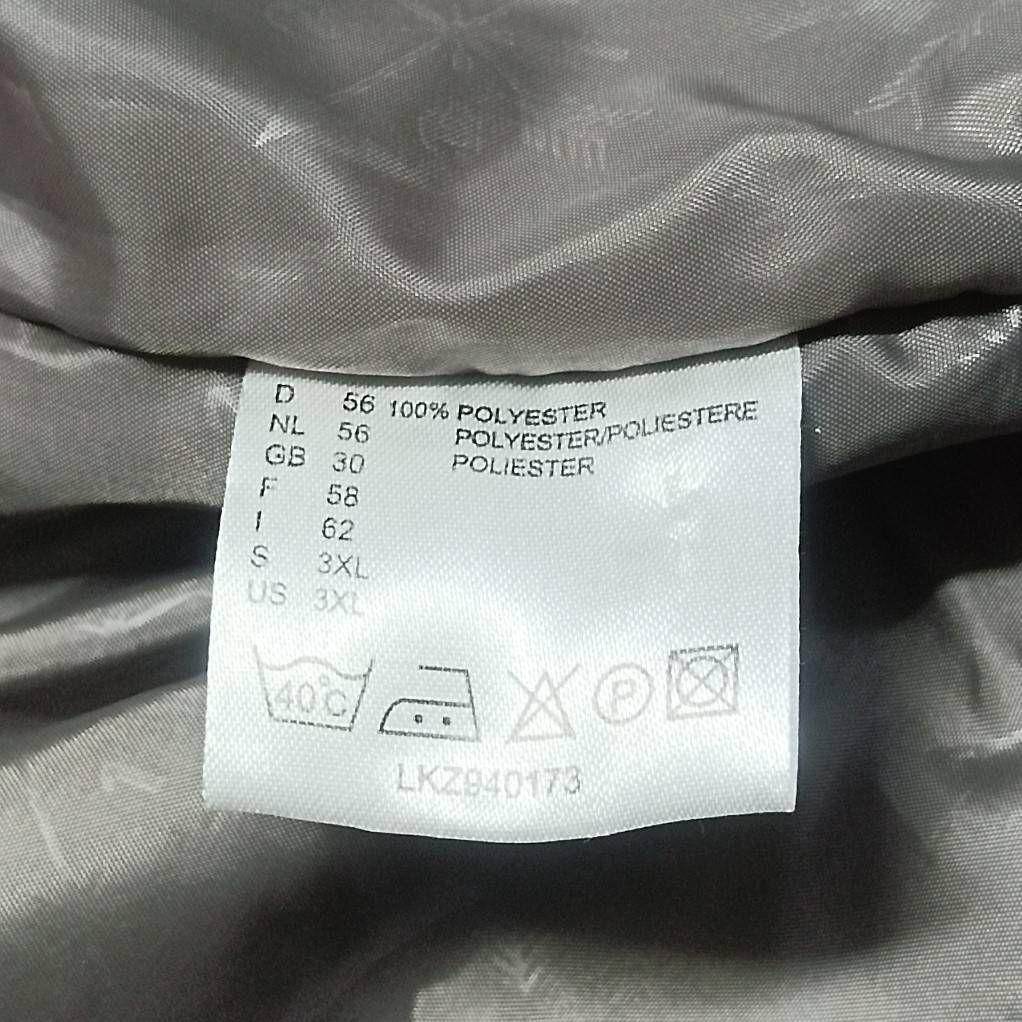 D 56 100% POLYESTER
NL 56 POLYESTER/POLIESTERE
GB 30 POLIESTER
F 58
I 62
S 3XL
US 3XL
40°C P
LKZ940173